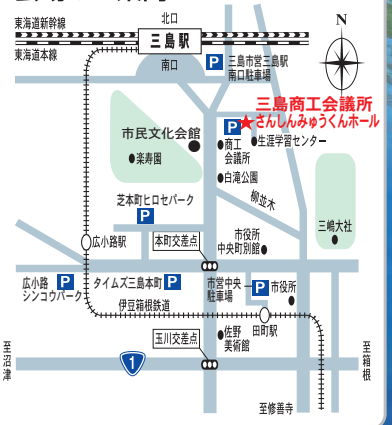 東海道新幹線
東海道本線
北口
三島駅
南口
N
P
三島市営三島駅
南口駐車場
三島商工会議所
さんしんみゅうくんホール
P
市民文化会館
商工
会議所
生涯学習センター
楽寿園
白滝公園
芝本町ヒロセパーク
P
柳並木
三嶋大社
市役所
中央町別館
広小路駅
本町交差点
広小路
シンコウパーク
P
タイムズ三島本町
P
市営中央
駐車場
P
市役所
伊豆箱根鉄道
田町駅
玉川交差点
佐野
美術館
至沼津
1
至箱根
至修善寺